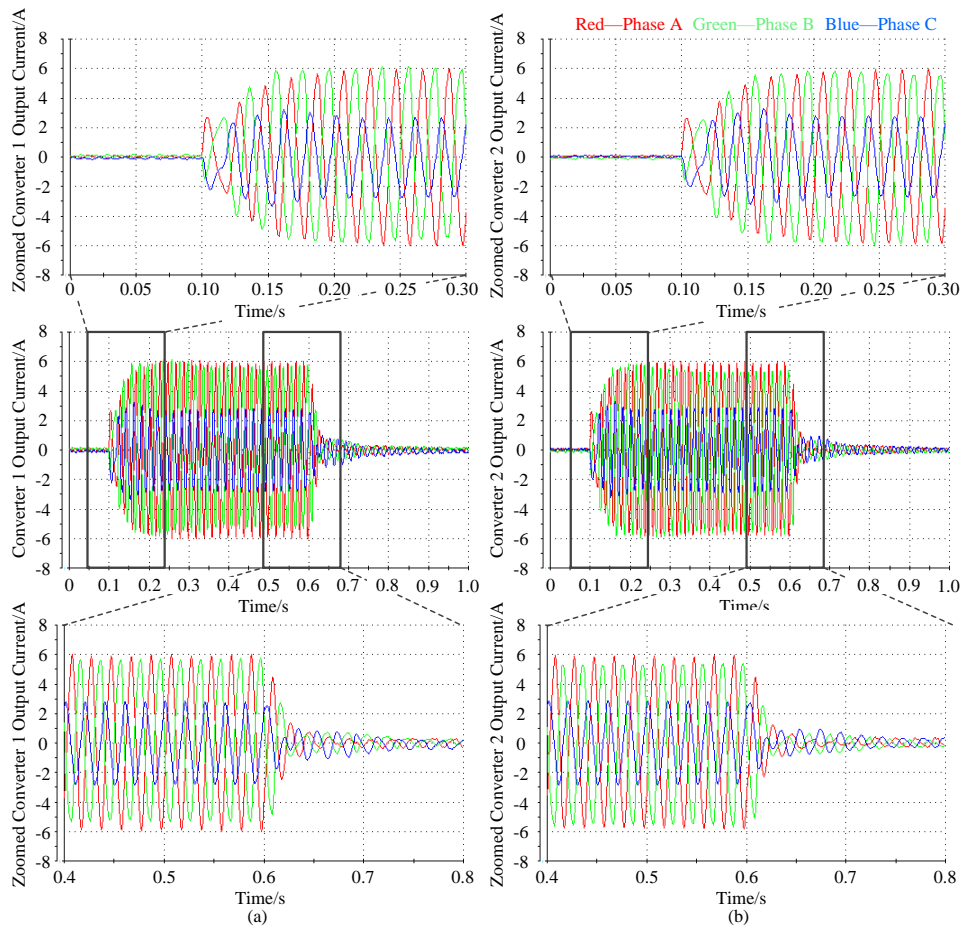 Red—Phase A Green—Phase B Blue—Phase C
Zoomed Converter 1 Output Current/A
8
6
4
2
0
-2
-4
-6
-8
0 0.05 0.10 0.15 0.20 0.25 0.30
Time/s
Zoomed Converter 2 Output Current/A
8
6
4
2
0
-2
-4
-6
-8
0 0.05 0.10 0.15 0.20 0.25 0.30
Time/s
Converter 1 Output Current/A
8
6
4
2
0
-2
-4
-6
-8
0 0.1 0.2 0.3 0.4 0.5 0.6 0.7 0.8 0.9 1.0
Time/s
Converter 2 Output Current/A
8
6
4
2
0
-2
-4
-6
-8
0 0.1 0.2 0.3 0.4 0.5 0.6 0.7 0.8 0.9 1.0
Time/s
Zoomed Converter 1 Output Current/A
8
6
4
2
0
-2
-4
-6
-8
0.4 0.5 0.6 0.7 0.8
Time/s
(a)
Zoomed Converter 2 Output Current/A
8
6
4
2
0
-2
-4
-6
-8
0.4 0.5 0.6 0.7 0.8
Time/s
(b)